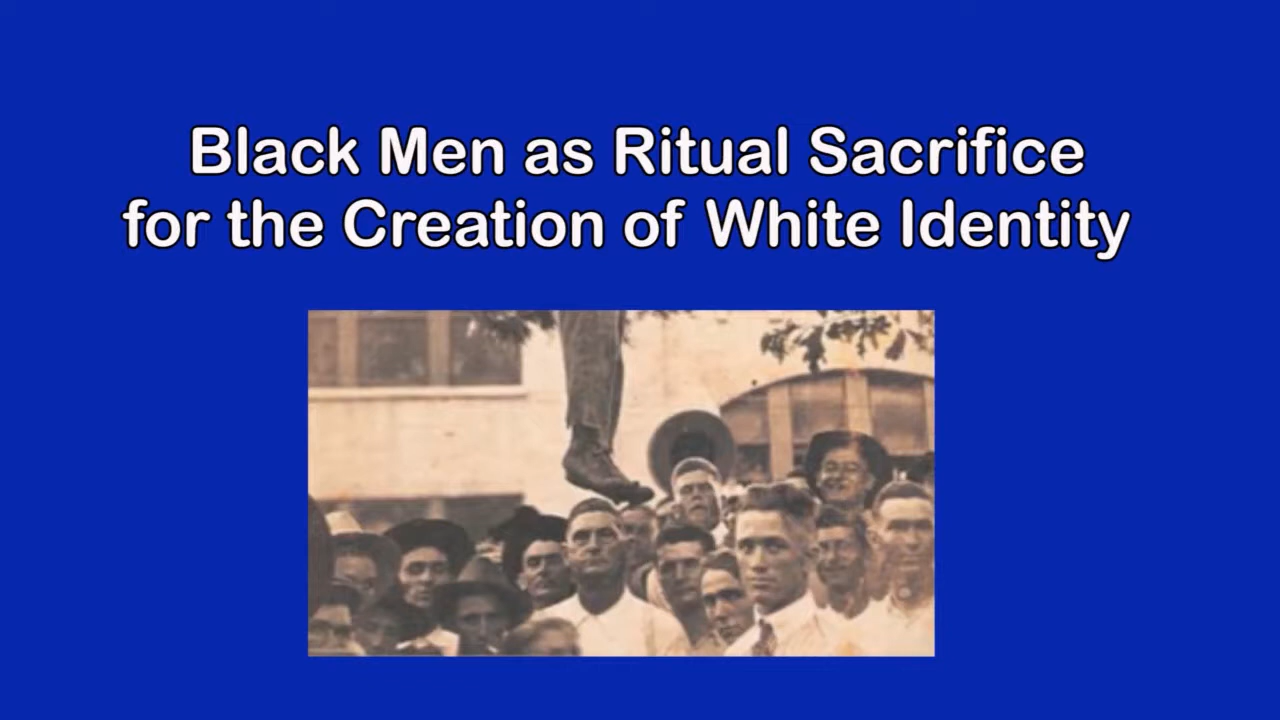 Black Men as Ritual Sacrifice
for the Creation of White Identity